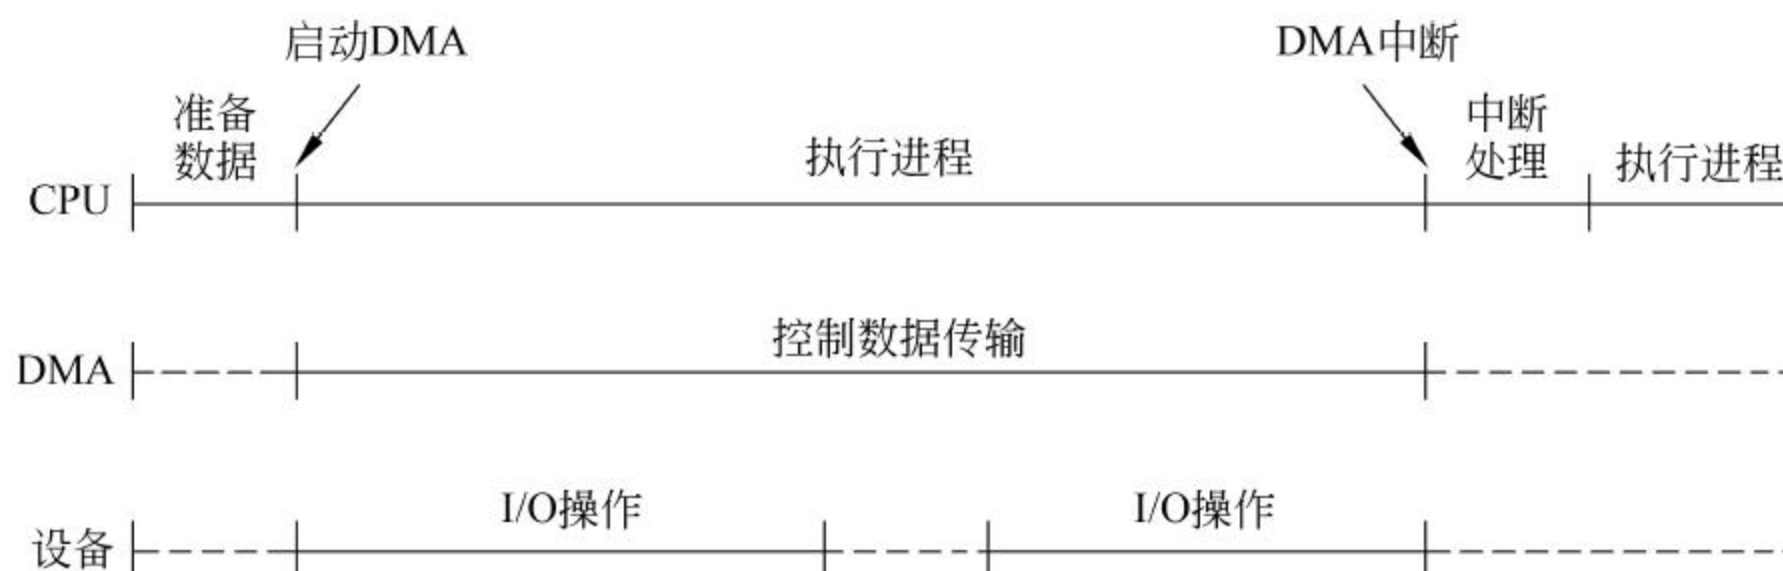 启动DMA
DMA中断
准备
数据
执行进程
中断
处理
执行进程
CPU
控制数据传输
DMA
I/O操作
I/O操作
设备